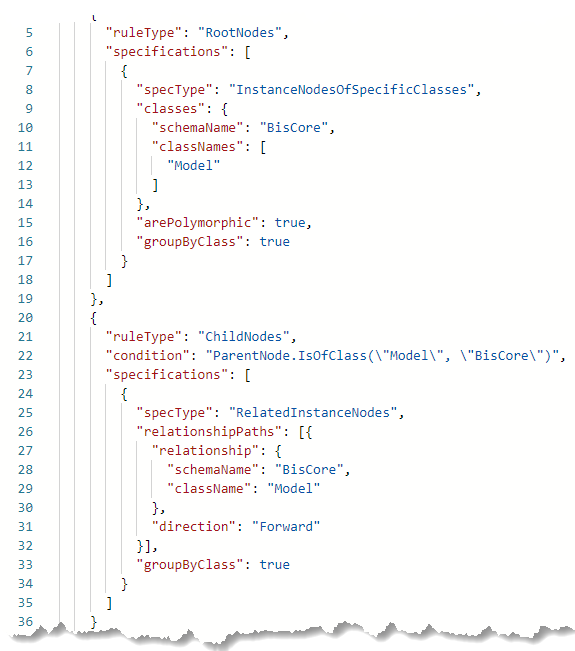 {
5 "ruleType": "RootNodes",
6 "specifications": [
7 {
8 "specType": "InstanceNodesOfSpecificClasses",
9 "classes": {
10 "schemaName": "BisCore",
11 "classNames": [
12 "Model"
13 ]
14 },
15 "arePolymorphic": true,
16 "groupByClass": true
17 }
18 ]
19 },
20 {
21 "ruleType": "ChildNodes",
22 "condition": "ParentNode.IsOfClass(\"Model\", \"BisCore\")",
23 "specifications": [
24 {
25 "specType": "RelatedInstanceNodes",
26 "relationshipPaths": [{
27 "relationship": {
28 "schemaName": "BisCore",
29 "className": "Model"
30 },
31 "direction": "Forward"
32 }],
33 "groupByClass": true
34 }
35 ]
36 }